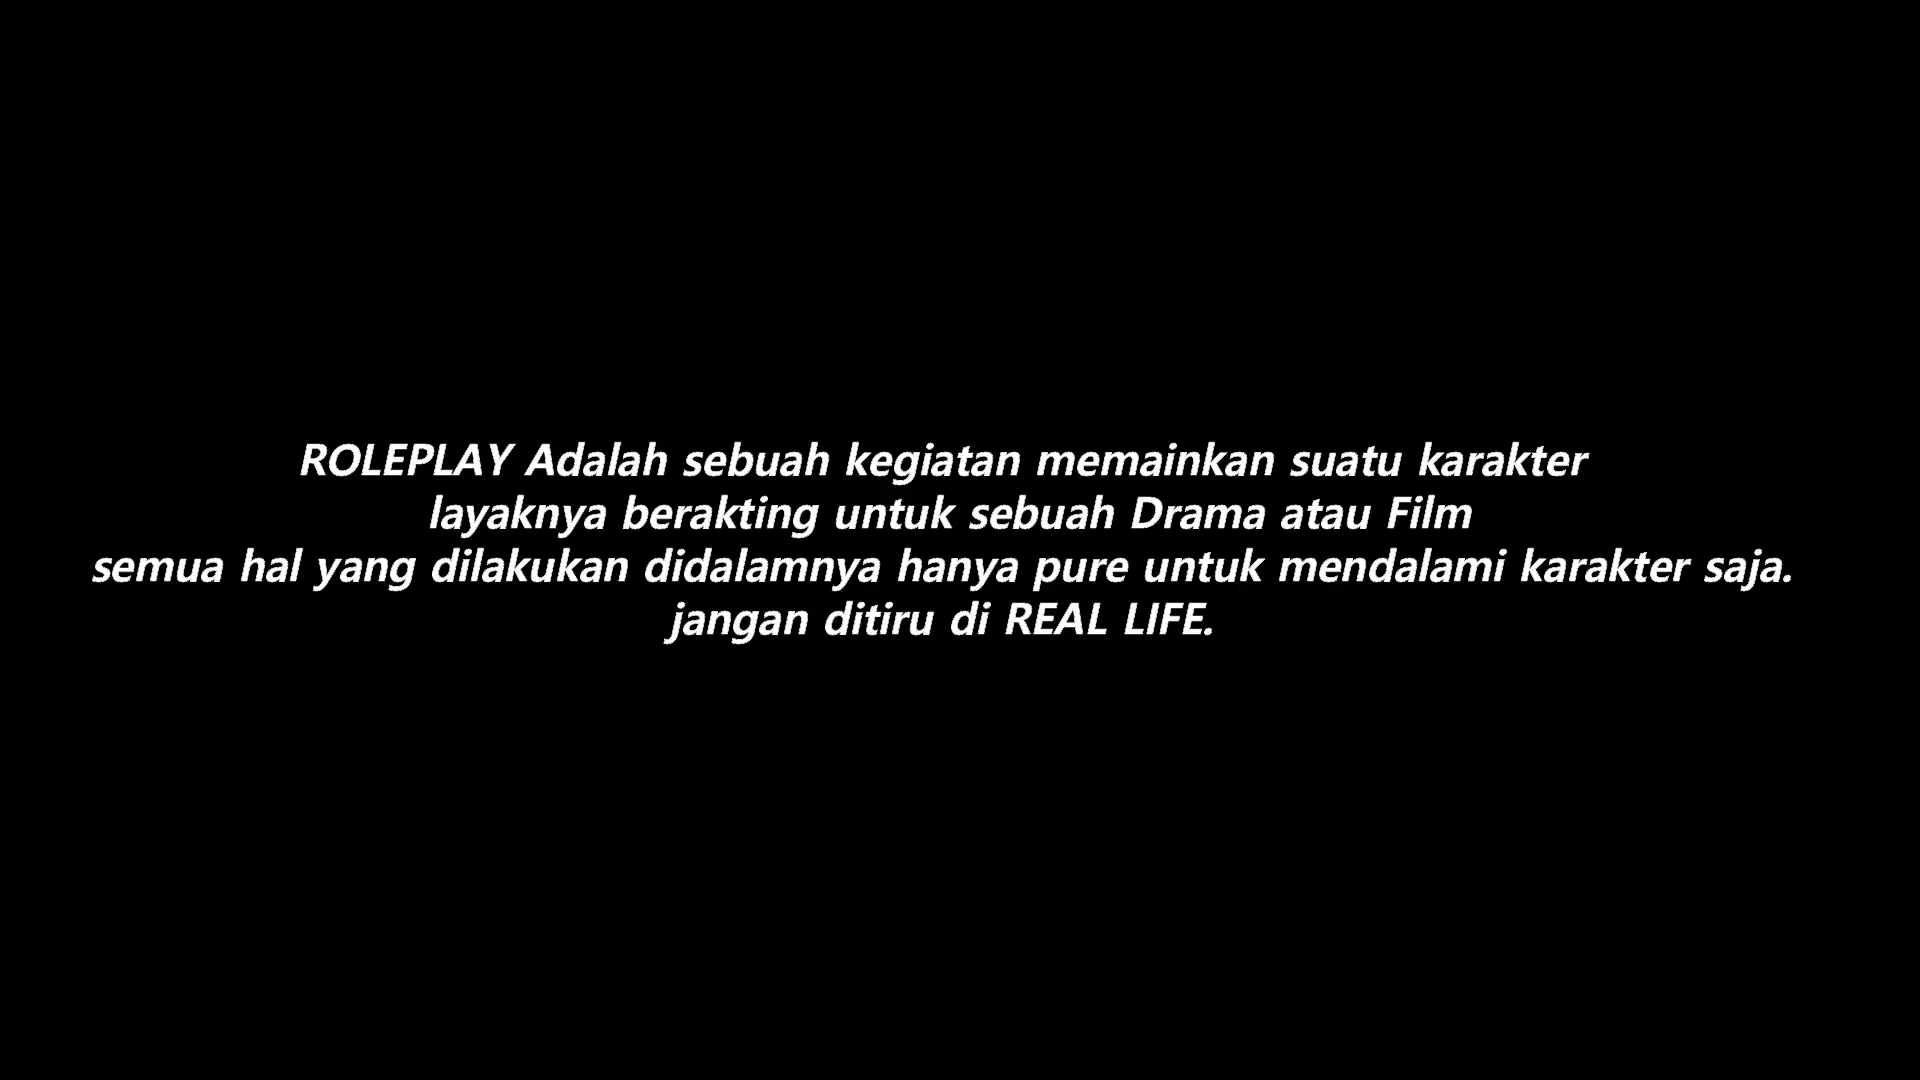 ROLEPLAY Adalah sebuah kegiatan memainkan suatu karakter
layaknya berakting untuk sebuah Drama atau Film
semua hal yang dilakukan didalamnya hanya pure untuk mendalami karakter saja.
jangan ditiru di REAL LIFE.